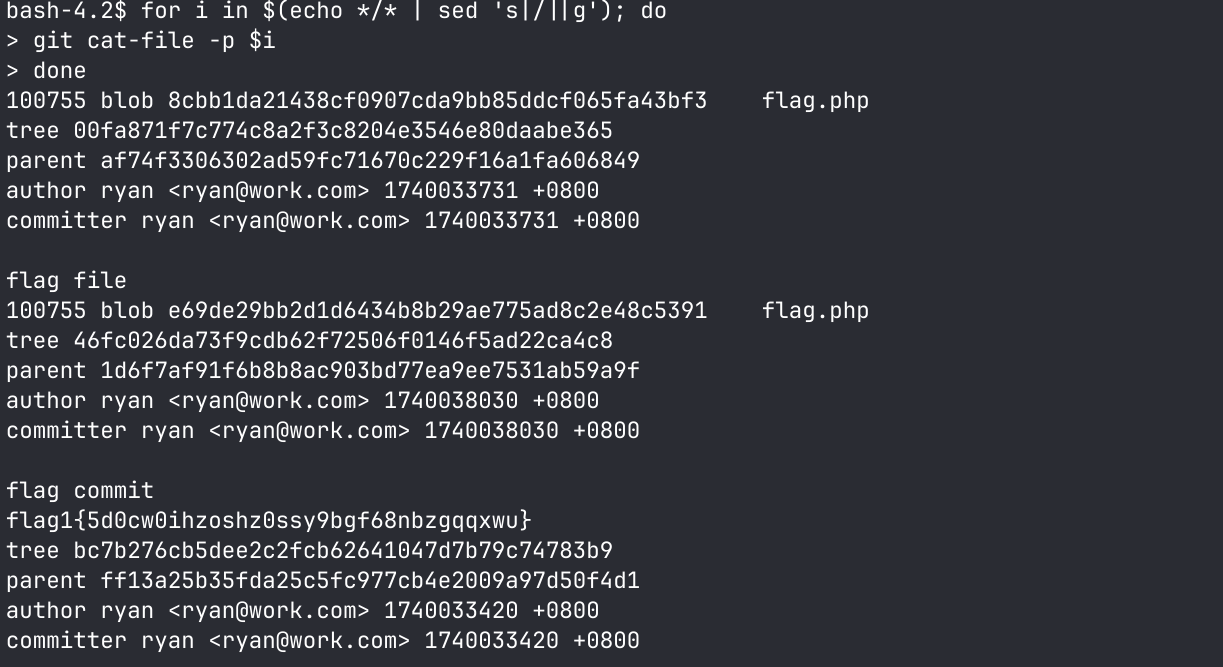 bash-4.2$ for i in $(echo */* | sed 's|/||g'); do
> git cat-file -p $i
> done
100755 blob 8cbb1da21438cf0907cda9bb85ddcf065fa43bf3    flag.php
tree 00fa871f7c774c8a2f3c8204e3546e80daabe365
parent af74f3306302ad59fc71670c229f16a1fa606849
author ryan <ryan@work.com> 1740033731 +0800
committer ryan <ryan@work.com> 1740033731 +0800

flag file
100755 blob e69de29bb2d1d6434b8b29ae775ad8c2e48c5391    flag.php
tree 46fc026da73f9cdb62f72506f0146f5ad22ca4c8
parent 1d6f7af91f6b8b8ac903bd77ea9ee7531ab59a9f
author ryan <ryan@work.com> 1740038030 +0800
committer ryan <ryan@work.com> 1740038030 +0800

flag commit
flag1{5d0cw0ihzoshz0ssy9bgf68nbzgqqxwu}
tree bc7b276cb5dee2c2fcb62641047d7b79c74783b9
parent ff13a25b35fda25c5fc977cb4e2009a97d50f4d1
author ryan <ryan@work.com> 1740033420 +0800
committer ryan <ryan@work.com> 1740033420 +0800